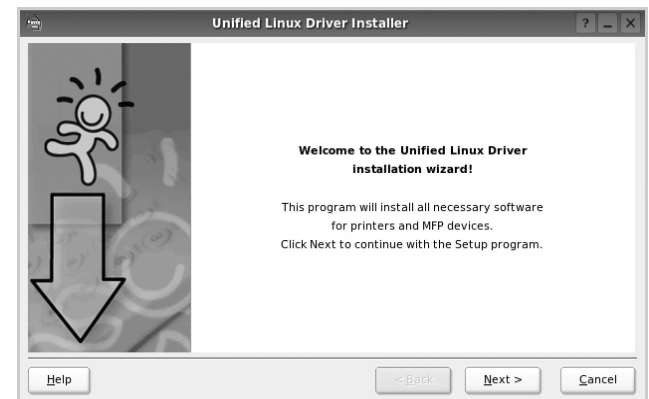 Unified Linux Driver Installer
Welcome to the Unified Linux Driver
installation wizard!
This program will install all necessary software
for printers and MFP devices.
Click Next to continue with the Setup program.
Help
< Back
Next >
Cancel